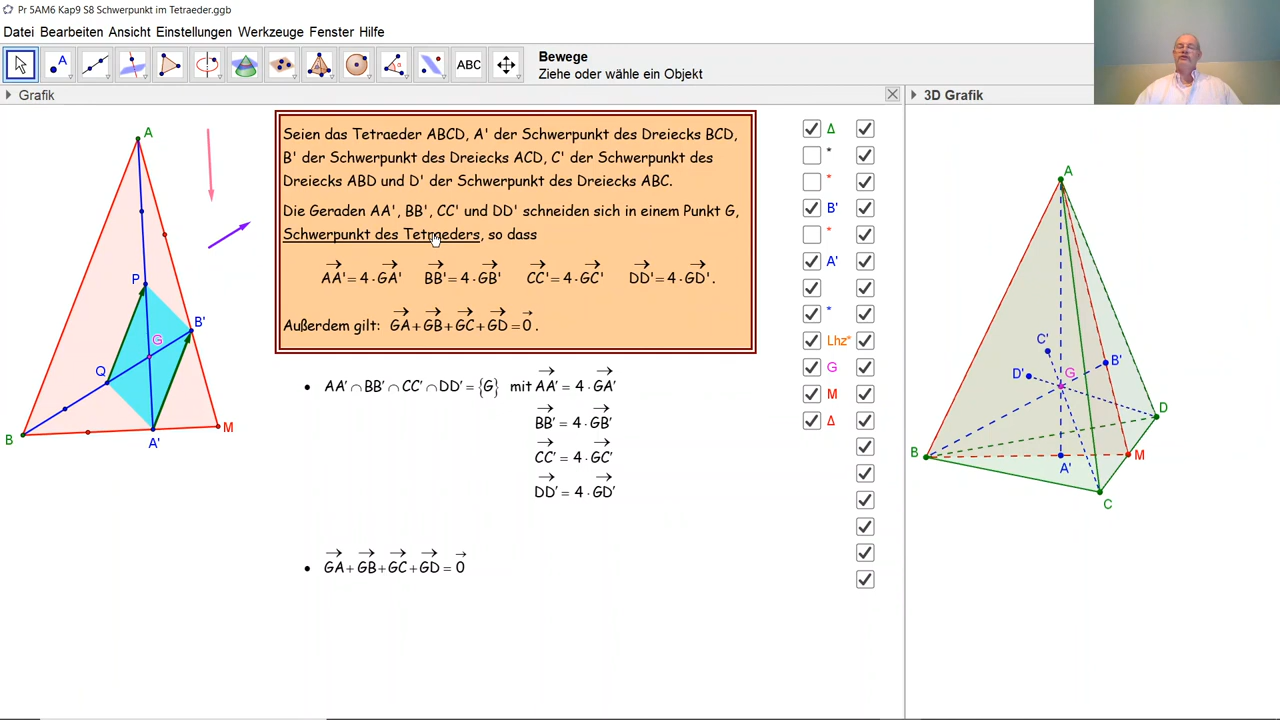 Pr 5AM6 Kap9 S8 Schwerpunkt im Tetraeder.ggb
Datei Bearbeiten Ansicht Einstellungen Werkzeuge Fenster Hilfe
A
ABC
Bewege
Ziehe oder wähle ein Objekt
Grafik
3D Grafik
Seien das Tetraeder ABCD, A' der Schwerpunkt des Dreiecks BCD,
B' der Schwerpunkt des Dreiecks ACD, C' der Schwerpunkt des
Dreiecks ABD und D' der Schwerpunkt des Dreiecks ABC.
Die Geraden AA', BB', CC' und DD' schneiden sich in einem Punkt G,
Schwerpunkt des Tetraeders, so dass
AA'= 4·GA' BB'= 4·GB' CC'= 4·GC' DD'= 4·GD'.
Außerdem gilt: GA+GB+GC+GD=0.
• AA'∩BB'∩CC'∩DD'={G} mit AA'= 4·GA'
BB'= 4·GB'
CC'= 4·GC'
DD'= 4·GD'
• GA+GB+GC+GD=0
A
P
B'
G
Q
B
A'
M
Δ
*
*
B'
*
A'
*
Lhz*
G
M
Δ
A
C'
B'
D'
G
D
B
A'
M
C